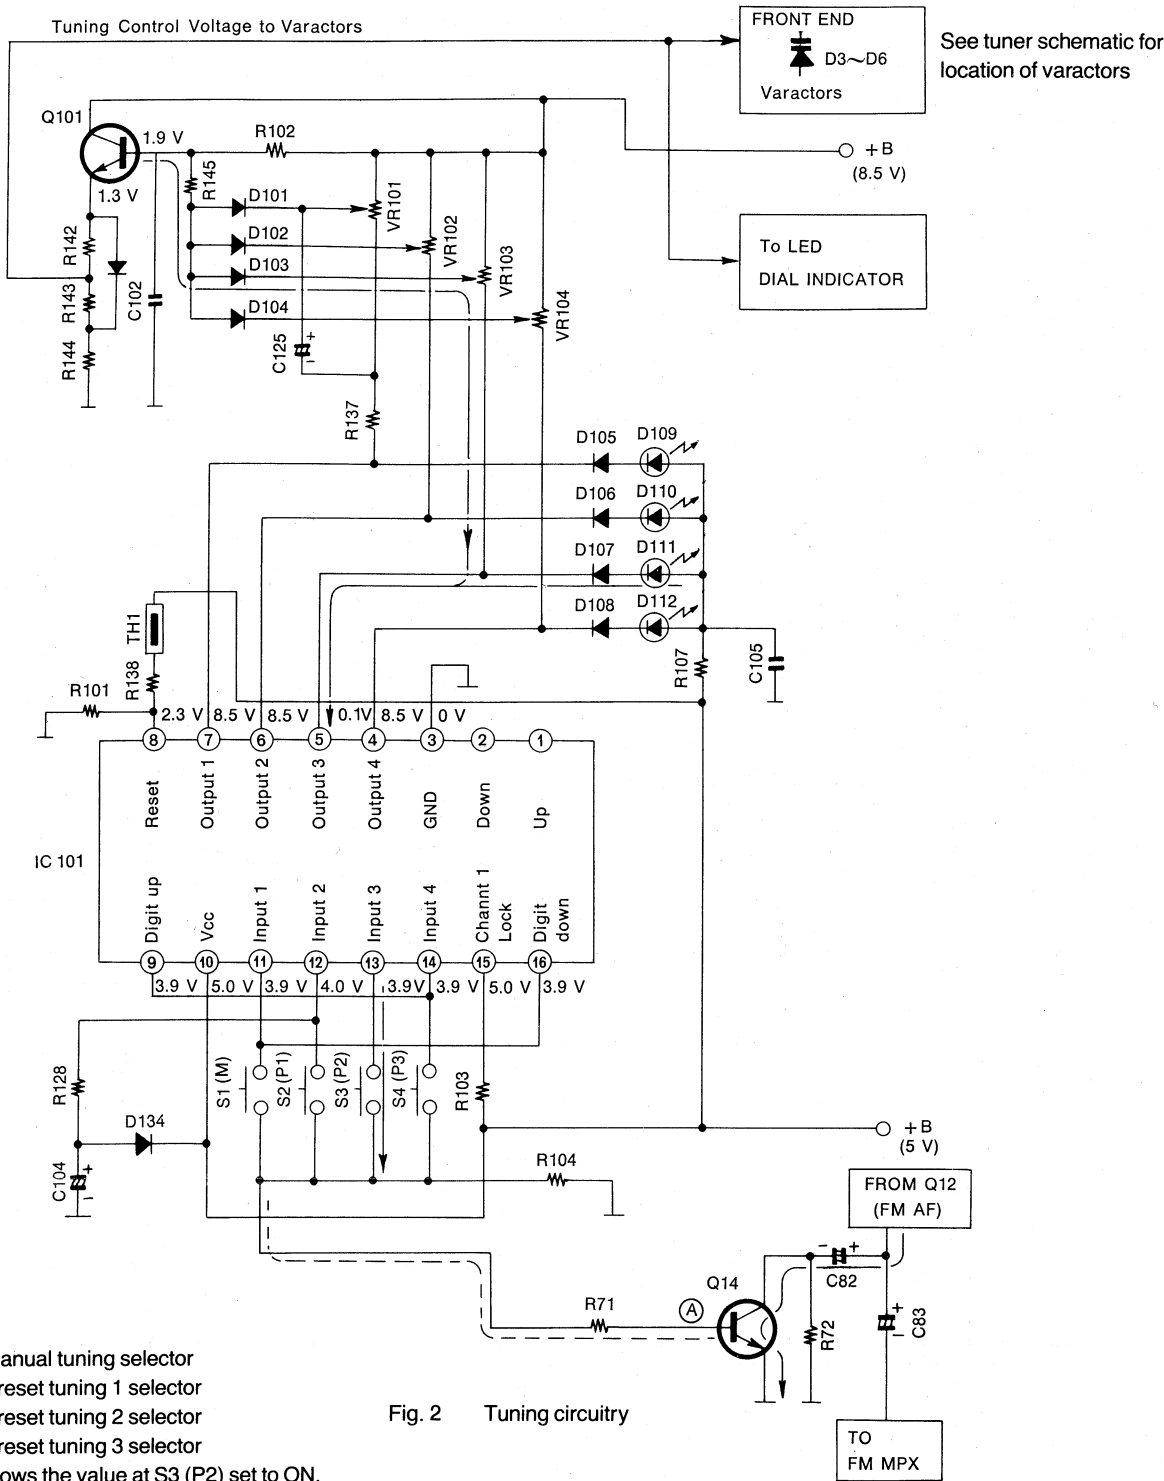 Tuning Control Voltage to Varactors
FRONT END
D3~D6
Varactors
See tuner schematic for
location of varactors
Q101
1.9 V
R102
+B
(8.5 V)
1.3 V
R145
D101
VR101
D102
VR102
D103
VR103
D104
VR104
R142
R143
R144
C102
C125
+
-
To LED
DIAL INDICATOR
R137
D105
D109
D106
D110
D107
D111
D108
D112
TH1
R138
R101
R107
C105
2.3 V
8.5 V
8.5 V
0.1V
8.5 V
0 V
8
7
6
5
4
3
2
1
Reset
Output 1
Output 2
Output 3
Output 4
GND
Down
Up
IC 101
Digit up
Vcc
Input 1
Input 2
Input 3
Input 4
Channt 1
Lock
Digit
down
9
10
11
12
13
14
15
16
3.9 V
5.0 V
3.9 V
4.0 V
3.9V
3.9 V
5.0 V
3.9 V
R128
S1 (M)
S2 (P1)
S3 (P2)
S4 (P3)
R103
D134
+B
(5 V)
C104
+
-
R104
FROM Q12
(FM AF)
- +
C82
Q14
R71
A
R72
+
-
C83
TO
FM MPX
anual tuning selector
reset tuning 1 selector
reset tuning 2 selector
reset tuning 3 selector
ows the value at S3 (P2) set to ON.
Fig. 2 Tuning circuitry